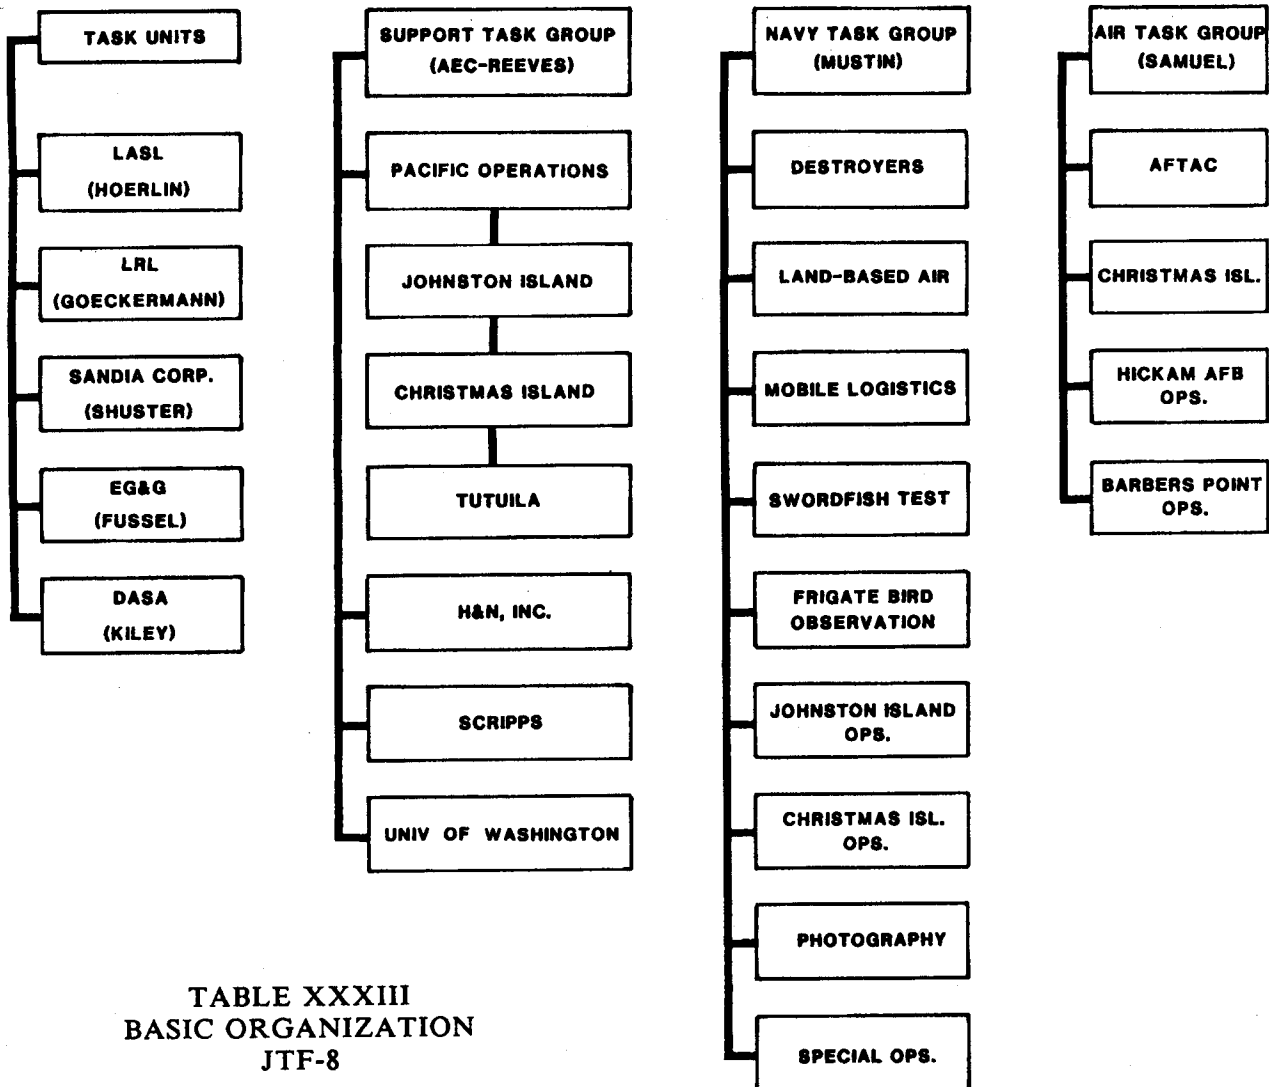 TASK UNITS
LASL
(HOERLIN)
LRL
(GOECKERMANN)
SANDIA CORP.
(SHUSTER)
EG&G
(FUSSEL)
DASA
(KILEY)
SUPPORT TASK GROUP
(AEC-REEVES)
PACIFIC OPERATIONS
JOHNSTON ISLAND
CHRISTMAS ISLAND
TUTUILA
H&N, INC.
SCRIPPS
UNIV OF WASHINGTON
NAVY TASK GROUP
(MUSTIN)
DESTROYERS
LAND-BASED AIR
MOBILE LOGISTICS
SWORDFISH TEST
FRIGATE BIRD
OBSERVATION
JOHNSTON ISLAND
OPS.
CHRISTMAS ISL.
OPS.
PHOTOGRAPHY
SPECIAL OPS.
AIR TASK GROUP
(SAMUEL)
AFTAC
CHRISTMAS ISL.
HICKAM AFB
OPS.
BARBERS POINT
OPS.
TABLE XXXIII
BASIC ORGANIZATION
JTF-8